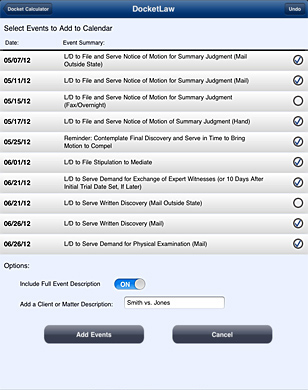 Docket Calculator DocketLaw Undo
Select Events to Add to Calendar
Date: Event Summary:
05/07/12 L/D to File and Serve Notice of Motion for Summary Judgment (Mail
Outside State)
05/11/12 L/D to File and Serve Notice of Motion for Summary Judgment (Mail)
05/15/12 L/D to File and Serve Notice of Motion for Summary Judgment
(Fax/Overnight)
05/17/12 L/D to File and Serve Notice of Motion of Summary Judgment (Hand)
05/25/12 Reminder: Contemplate Final Discovery and Serve in Time to Bring
Motion to Compel
06/01/12 L/D to File Stipulation to Mediate
06/21/12 L/D to Serve Demand for Exchange of Expert Witnesses (or 10 Days After
Initial Trial Date Set, If Later)
06/21/12 L/D to Serve Written Discovery (Mail Outside State)
06/26/12 L/D to Serve Written Discovery (Mail)
06/26/12 L/D to Serve Demand for Physical Examination (Mail)
Options:
Include Full Event Description ON
Add a Client or Matter Description: Smith vs. Jones
Add Events Cancel